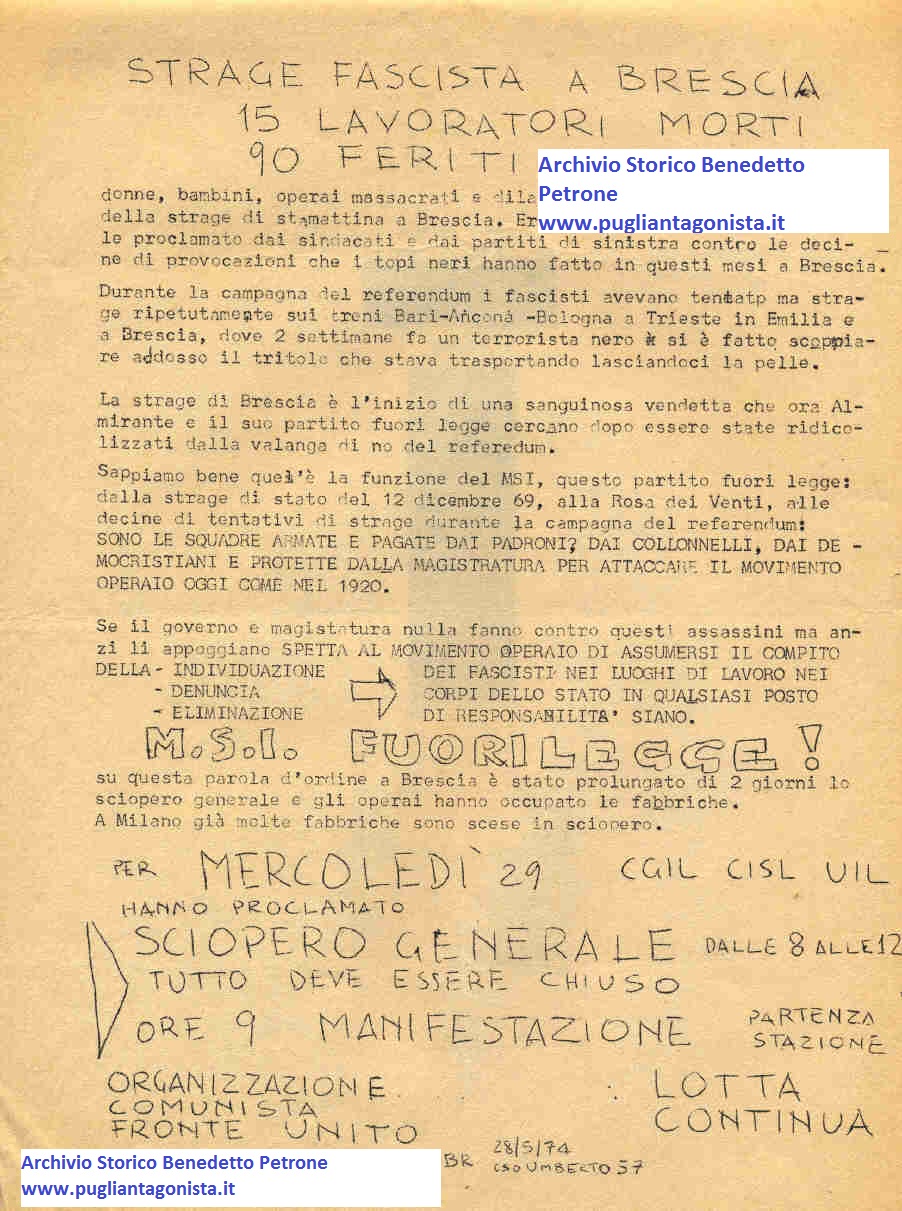 STRAGE FASCISTA A BRESCIA
15 LAVORATORI MORTI
90 FERITI
Archivio Storico Benedetto
Petrone
www.pugliantagonista.it
donne, bambini, operai massacrati e dila
della strage di stamattina a Brescia. Er
le proclamato dai sindacati e dai partiti di sinistra contro le deci-
ne di provocazioni che i topi neri hanno fatto in questi mesi a Brescia.
Durante la campagna del referendum i fascisti avevano tentatp ma stra-
ge ripetutamente sui treni Bari-Ancona -Bologna a Trieste in Emilia e
a Brescia, dove 2 settimane fa un terrorista nero si è fatto scoppia-
re addosso il tritolo che stava trasportando lasciandoci la pelle.
La strage di Brescia è l'inizio di una sanguinosa vendetta che ora Al-
mirante e il suo partito fuori legge cercano dopo essere state ridico-
lizzati dalla valanga di no del referedum.
Sappiamo bene qual'è la funzione del MSI, questo partito fuori legge:
dalla strage di stato del 12 dicembre 69, alla Rosa dei Venti, alle
decine di tentativi di strage durante la campagna del referendum:
SONO LE SQUADRE ARMATE E PAGATE DAI PADRONI? DAI COLLONNELLI, DAI DE -
MOCRISTIANI E PROTETTE DALLA MAGISTRATURA PER ATTACCARE IL MOVIMENTO
OPERAIO OGGI COME NEL 1920.
Se il governo e magistatura nulla fanno contro questi assassini ma an-
zi li appoggiano SPETTA AL MOVIMENTO OPERAIO DI ASSUMERSI IL COMPITO
DELLA - INDIVIDUAZIONE DEI FASCISTI NEI LUOGHI DI LAVORO NEI
- DENUNCIA CORPI DELLO STATO IN QUALSIASI POSTO
- ELIMINAZIONE DI RESPONSABILITA' SIANO.
M.S.I. FUORILEGGE!
su questa parola d'ordine a Brescia è stato prolungato di 2 giorni lo
sciopero generale e gli operai hanno occupato le fabbriche.
A Milano già molte fabbriche sono scese in sciopero.
PER MERCOLEDÌ 29 CGIL CISL UIL
HANNO PROCLAMATO
SCIOPERO GENERALE DALLE 8 ALLE 12
TUTTO DEVE ESSERE CHIUSO
ORE 9 MANIFESTAZIONE PARTENZA
STAZIONE
ORGANIZZAZIONE
COMUNISTA
FRONTE UNITO
LOTTA
CONTINUA
BR 28/5/74
CSO UMBERTO 57
Archivio Storico Benedetto Petrone
www.pugliantagonista.it